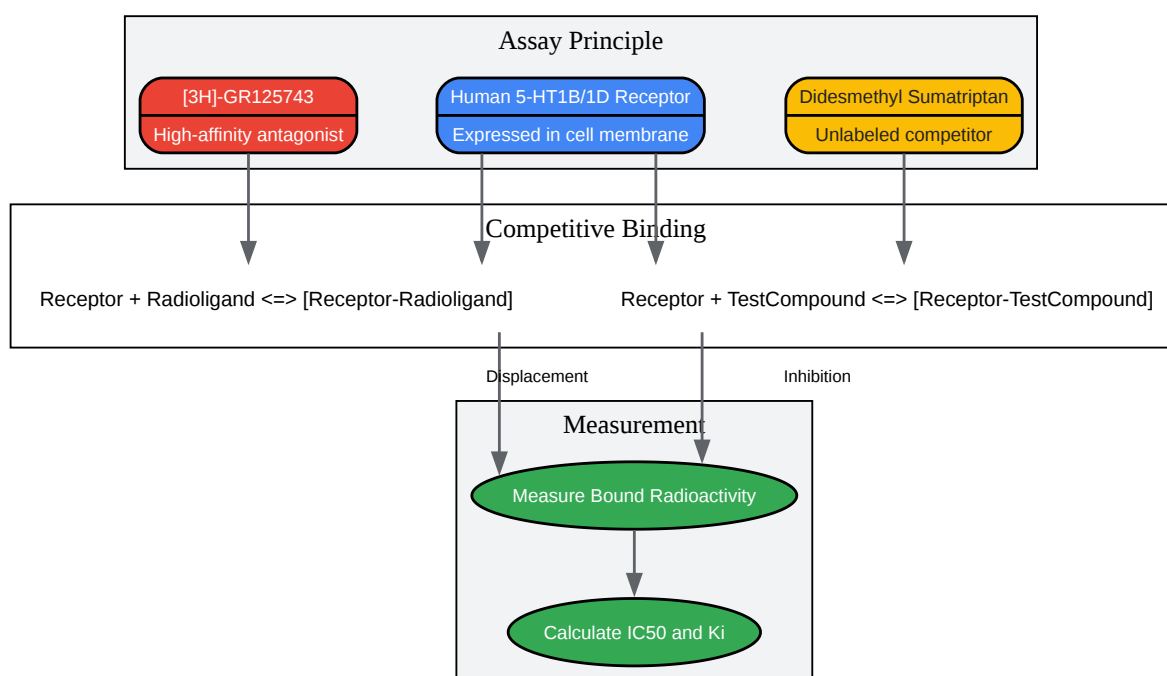 Assay Principle
[3H]-GR125743
High-affinity antagonist
Human 5-HT1B/1D Receptor
Expressed in cell membrane
Didesmethyl Sumatriptan
Unlabeled competitor
Competitive Binding
Receptor + Radioligand <=> [Receptor-Radioligand]
Receptor + TestCompound <=> [Receptor-TestCompound]
Displacement
Inhibition
Measurement
Measure Bound Radioactivity
Calculate IC50 and Ki